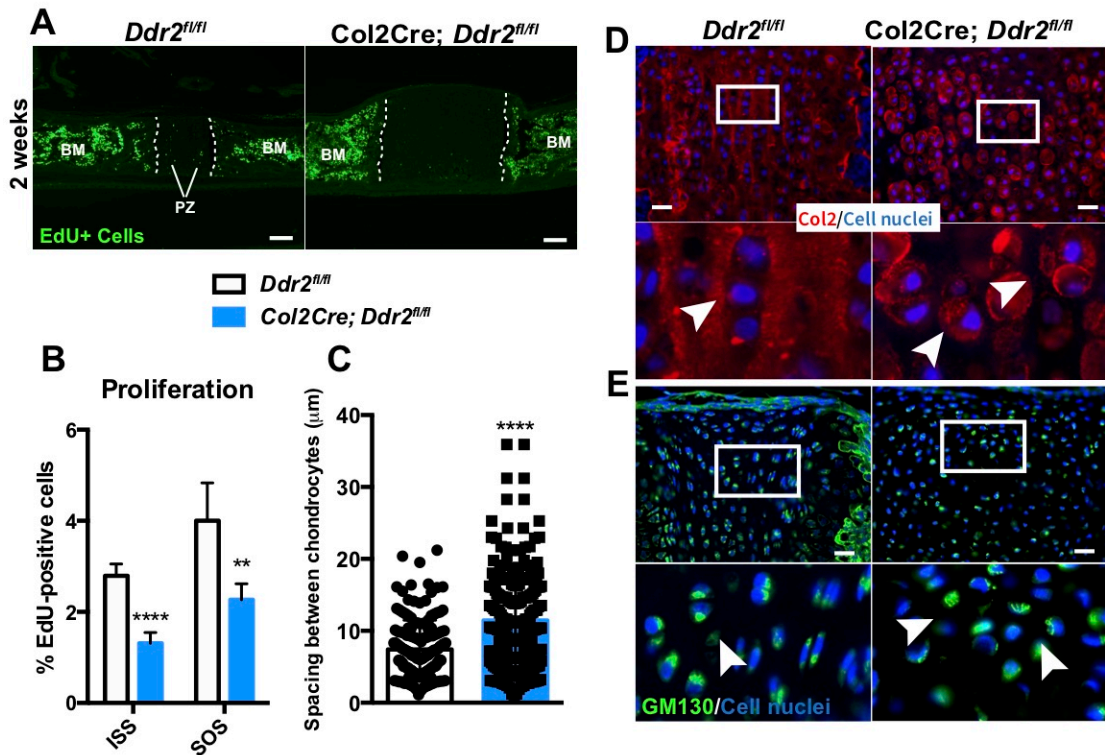 A
Ddr2fl/fl
Col2Cre; Ddr2fl/fl
2 weeks
BM
BM
BM
BM
PZ
EdU+ Cells
Ddr2fl/fl
Col2Cre; Ddr2fl/fl
B
Proliferation
% EdU-positive cells
6
4
2
0
****
**
ISS
SOS
C
Spacing between chondrocytes (μm)
40
30
20
10
0
****
D
Ddr2fl/fl
Col2Cre; Ddr2fl/fl
Col2/Cell nuclei
E
GM130/Cell nuclei